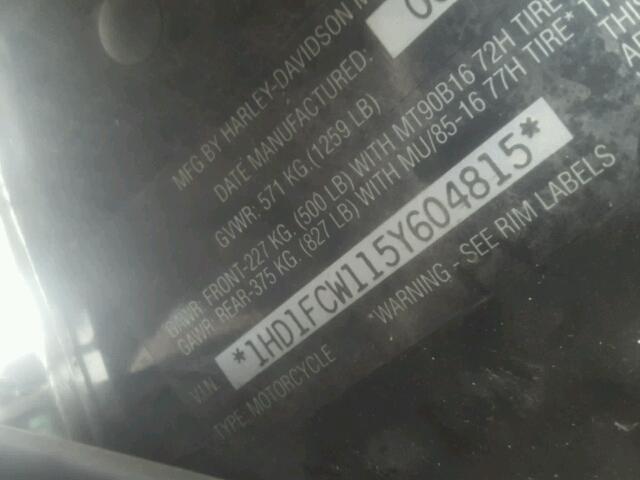 MFG BY HARLEY-DAVIDSON M
DATE MANUFACTURED:
GVWR: 571 KG.(1259 LB)
GAWR: FRONT-227 KG. (500 LB) WITH MT90B16 72H TIRE
GAWR: REAR-375 KG. (827 LB) WITH MU/85-16 77H TIRE*
V.I.N. *1HD1FCW115Y604815*
TYPE: MOTORCYCLE *WARNING - SEE RIM LABELS